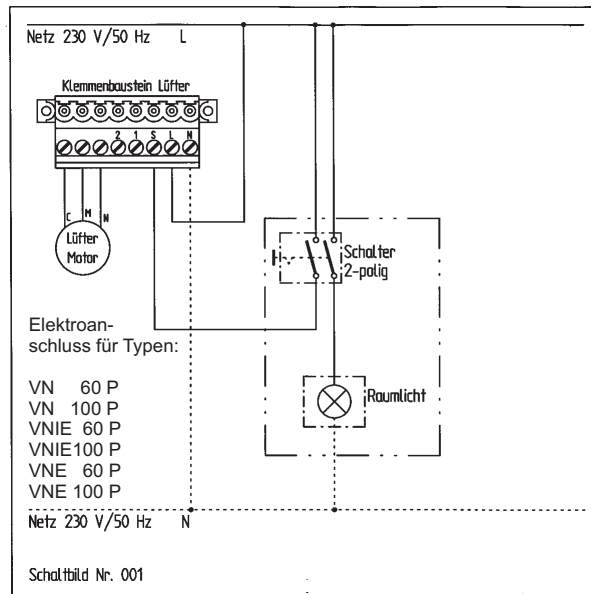 Netz 230 V/50 Hz L
Klemmenbaustein Lüfter
2 1 S L N
C M N
Lüfter
Motor
Schalter
2-polig
Elektroan-
schluss für Typen:
VN 60 P
VN 100 P
VNIE 60 P
VNIE100 P
VNE 60 P
VNE 100 P
Raumlicht
Netz 230 V/50 Hz N
Schaltbild Nr. 001